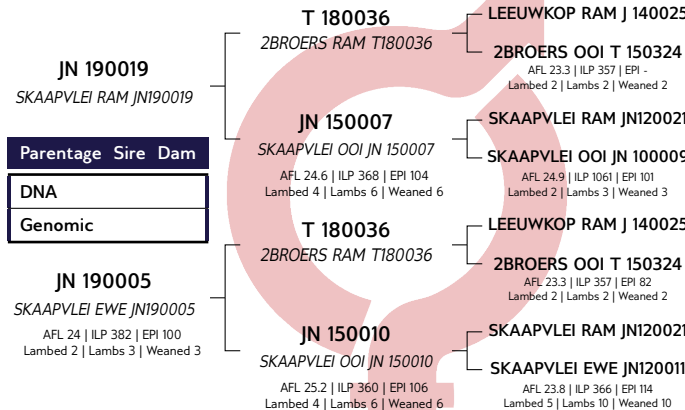 JN 190019
SKAAPVLEI RAM JN190019
Parentage Sire Dam
DNA
Genomic
JN 190005
SKAAPVLEI EWE JN190005
AFL 24 | ILP 382 | EPI 100
Lambed 2 | Lambs 3 | Weaned 3
T 180036
2BROERS RAM T180036
JN 150007
SKAAPVLEI OOI JN 150007
AFL 24.6 | ILP 368 | EPI 104
Lambed 4 | Lambs 6 | Weaned 6
T 180036
2BROERS RAM T180036
JN 150010
SKAAPVLEI OOI JN 150010
AFL 25.2 | ILP 360 | EPI 106
Lambed 4 | Lambs 6 | Weaned 6
LEEUWKOP RAM J 140025
2BROERS OOI T 150324
AFL 23.3 | ILP 357 | EPI -
Lambed 2 | Lambs 2 | Weaned 2
SKAAPVLEI RAM JN120021
SKAAPVLEI OOI JN 100009
AFL 24.9 | ILP 1061 | EPI 101
Lambed 2 | Lambs 3 | Weaned 3
LEEUWKOP RAM J 140025
2BROERS OOI T 150324
AFL 23.3 | ILP 357 | EPI 82
Lambed 2 | Lambs 2 | Weaned 2
SKAAPVLEI RAM JN120021
SKAAPVLEI EWE JN120011
AFL 23.8 | ILP 366 | EPI 114
Lambed 5 | Lambs 10 | Weaned 10